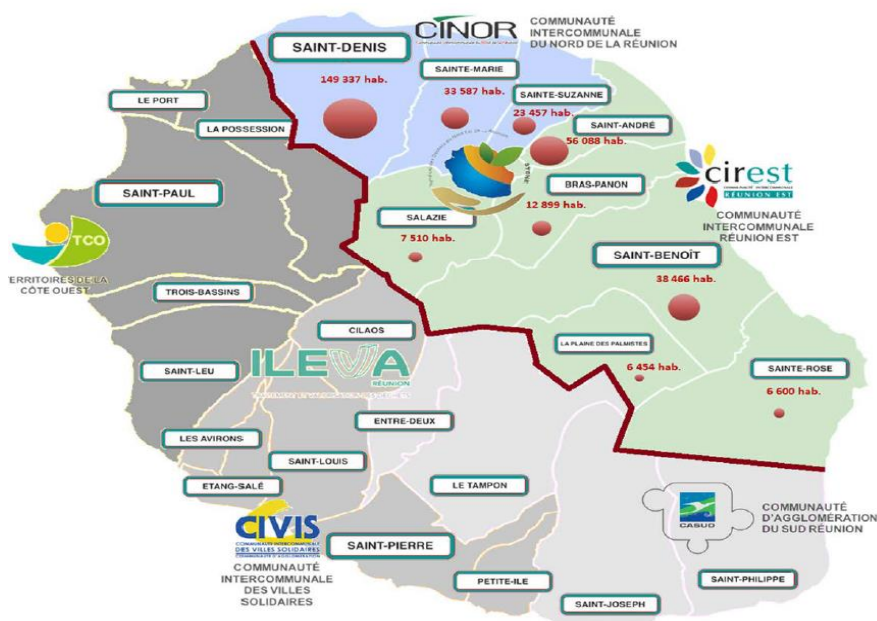 CINOR
COMMUNAUTÉ
INTERCOMMUNALE
DU NORD DE LA RÉUNION
SAINT-DENIS
149 337 hab.
SAINTE-MARIE
33 587 hab.
SAINTE-SUZANNE
23 457 hab.
LE PORT
LA POSSESSION
SAINT-ANDRÉ
56 088 hab.
SAINT-PAUL
BRAS-PANON
12 899 hab.
cirest
RÉUNION EST
COMMUNAUTÉ
INTERCOMMUNALE
RÉUNION EST
SALAZIE
7 510 hab.
TCO
TERRITOIRES DE LA
CÔTE OUEST
SAINT-BENOÎT
38 466 hab.
TROIS-BASSINS
CILAOS
LA PLAINE DES PALMISTES
6 454 hab.
ILEVA
RÉUNION
SAINT-LEU
SAINTE-ROSE
6 600 hab.
ENTRE-DEUX
LES AVIRONS
SAINT-LOUIS
ETANG-SALÉ
LE TAMPON
CIVIS
COMMUNAUTÉ INTERCOMMUNALE
DES VILLES SOLIDAIRES
COMMUNAUTÉ
INTERCOMMUNALE
DES VILLES
SOLIDAIRES
SAINT-PIERRE
CASUD
COMMUNAUTÉ
D'AGGLOMÉRATION
DU SUD RÉUNION
PETITE-ILE
SAINT-PHILIPPE
SAINT-JOSEPH